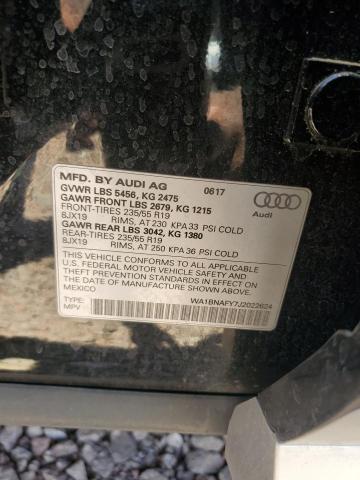 MFD. BY AUDI AG 0617
GVWR LBS 5456, KG 2475
GAWR FRONT LBS 2679, KG 1215
FRONT-TIRES 235/55 R19
8JX19 RIMS, AT 230 KPA 33 PSI COLD
GAWR REAR LBS 3042, KG 1380
REAR-TIRES 235/55 R19
8JX19 RIMS, AT 250 KPA 36 PSI COLD
Audi
THIS VEHICLE CONFORMS TO ALL APPLICABLE
U.S. FEDERAL MOTOR VEHICLE SAFETY AND
THEFT PREVENTION STANDARDS IN EFFECT ON
THE DATE OF MANUFACTURE SHOWN ABOVE.
MEXICO
TYPE: WA1BNAFY7J2022624
MPV